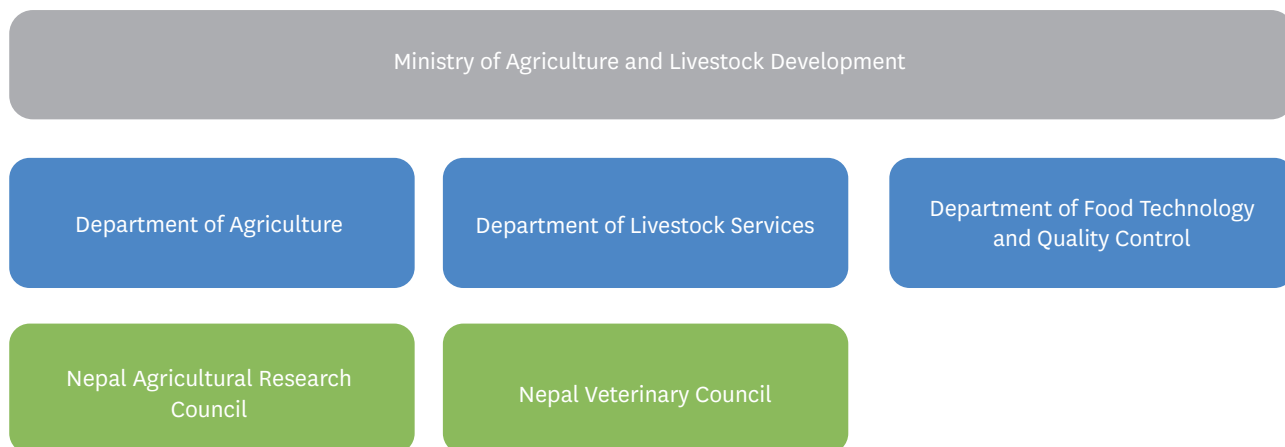 Ministry of Agriculture and Livestock Development
Department of Agriculture
Department of Livestock Services
Department of Food Technology
and Quality Control
Nepal Agricultural Research
Council
Nepal Veterinary Council